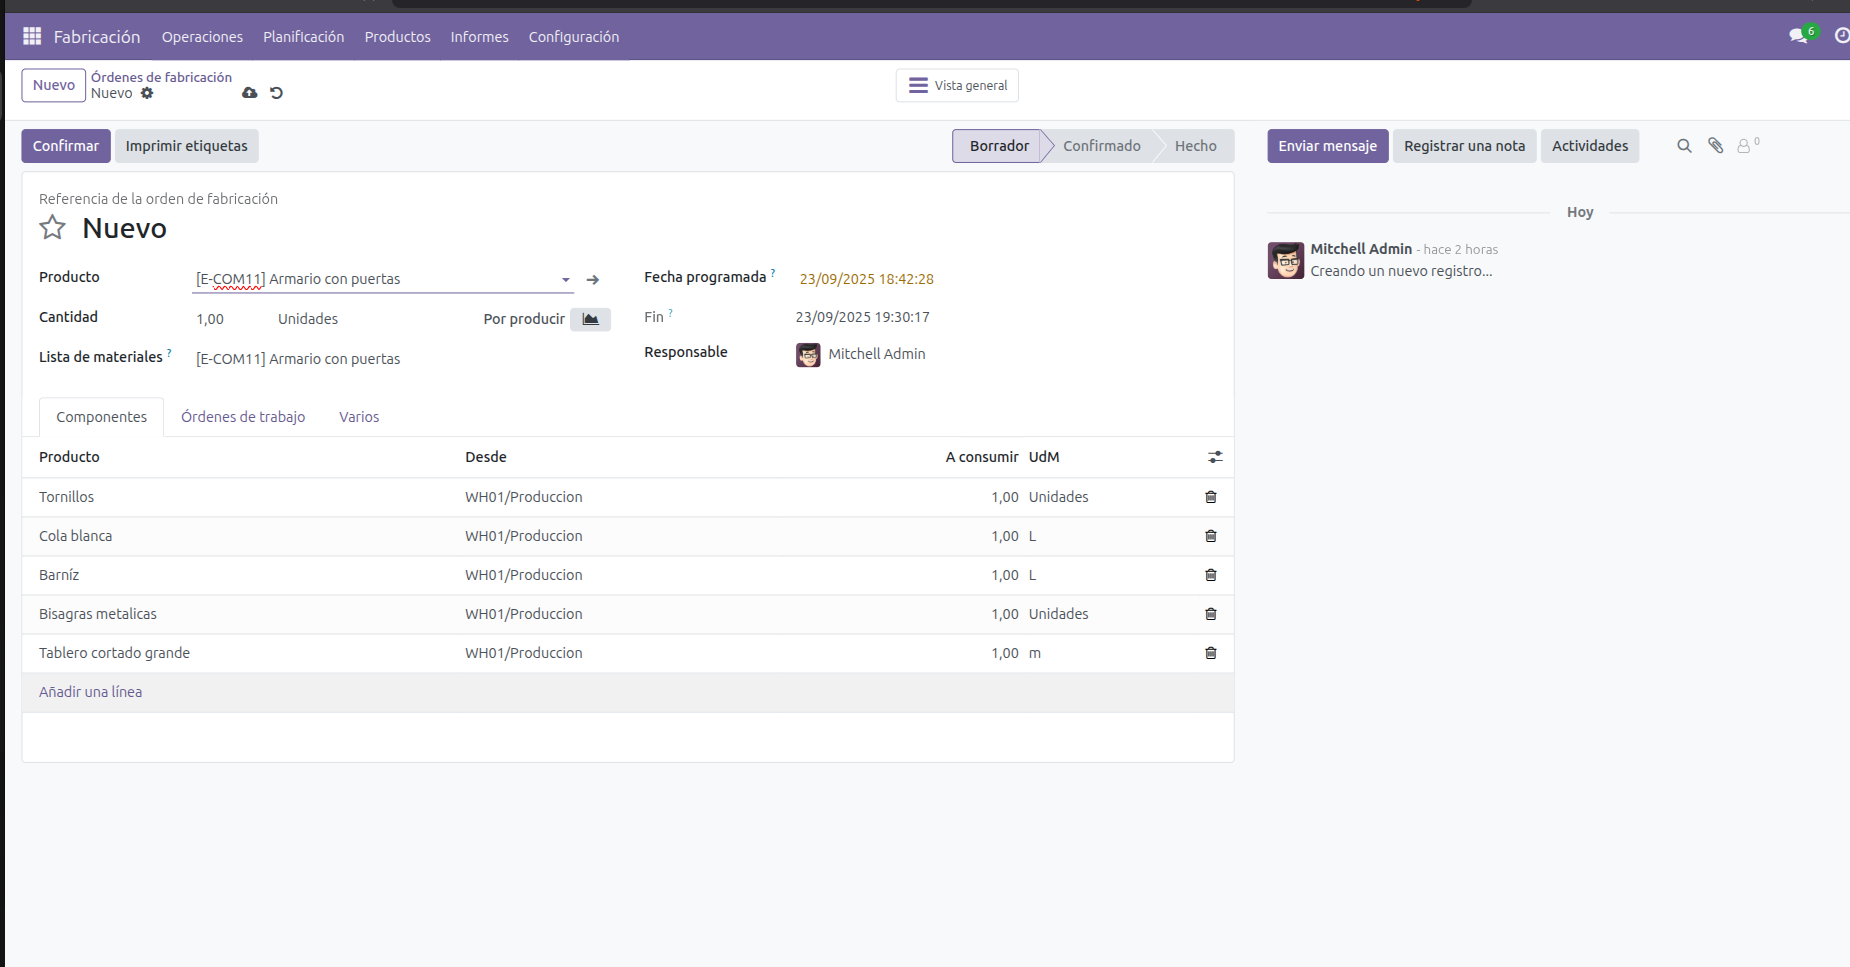 Fabricación Operaciones Planificación Productos Informes Configuración 6
Nuevo Órdenes de fabricación
Nuevo
Vista general
Confirmar Imprimir etiquetas Borrador Confirmado Hecho Enviar mensaje Registrar una nota Actividades 0
Referencia de la orden de fabricación
Nuevo
Hoy
Mitchell Admin - hace 2 horas
Creando un nuevo registro...
Producto [E-COM11] Armario con puertas Fecha programada ? 23/09/2025 18:42:28
Cantidad 1,00 Unidades Por producir Fin ? 23/09/2025 19:30:17
Lista de materiales ? [E-COM11] Armario con puertas Responsable Mitchell Admin
Componentes Órdenes de trabajo Varios
Producto Desde A consumir UdM
Tornillos WH01/Produccion 1,00 Unidades
Cola blanca WH01/Produccion 1,00 L
Barníz WH01/Produccion 1,00 L
Bisagras metalicas WH01/Produccion 1,00 Unidades
Tablero cortado grande WH01/Produccion 1,00 m
Añadir una línea